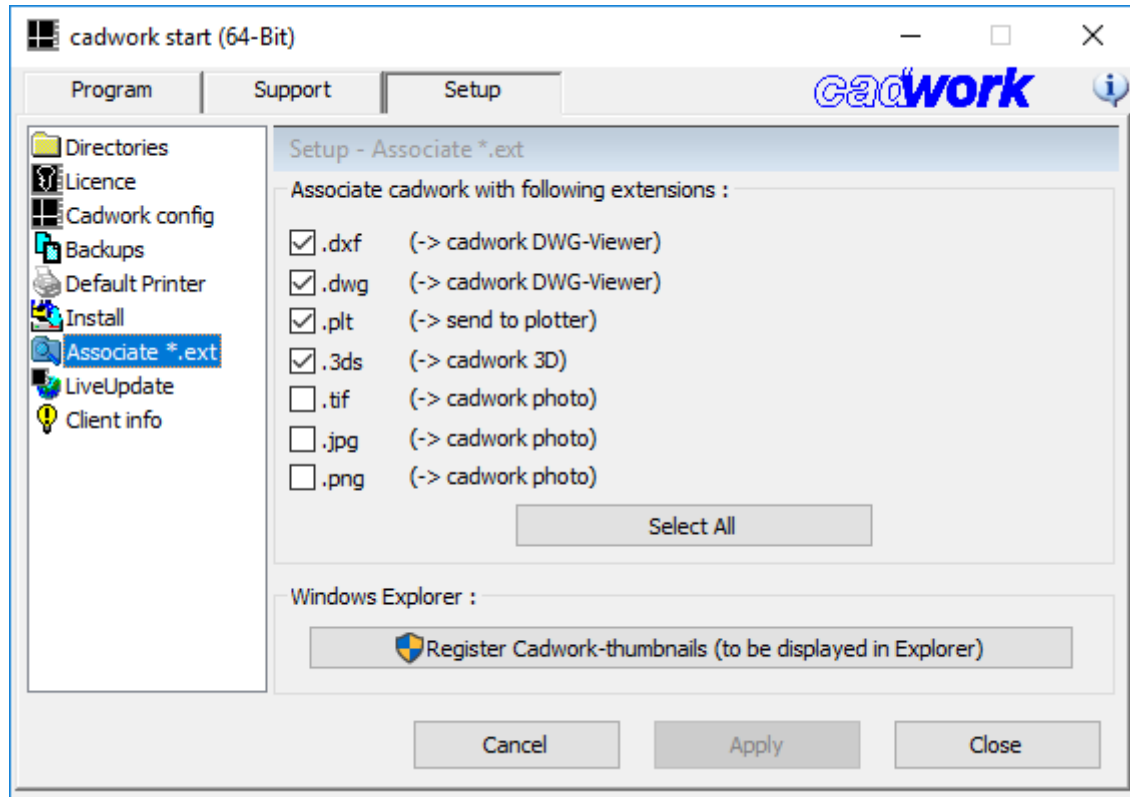 cadwork start (64-Bit)
Program Support Setup cadwork
Directories
Licence
Cadwork config
Backups
Default Printer
Install
Associate *.ext
LiveUpdate
Client info
Setup - Associate *.ext
Associate cadwork with following extensions :
.dxf (-> cadwork DWG-Viewer)
.dwg (-> cadwork DWG-Viewer)
.plt (-> send to plotter)
.3ds (-> cadwork 3D)
.tif (-> cadwork photo)
.jpg (-> cadwork photo)
.png (-> cadwork photo)
Select All
Windows Explorer :
Register Cadwork-thumbnails (to be displayed in Explorer)
Cancel Apply Close